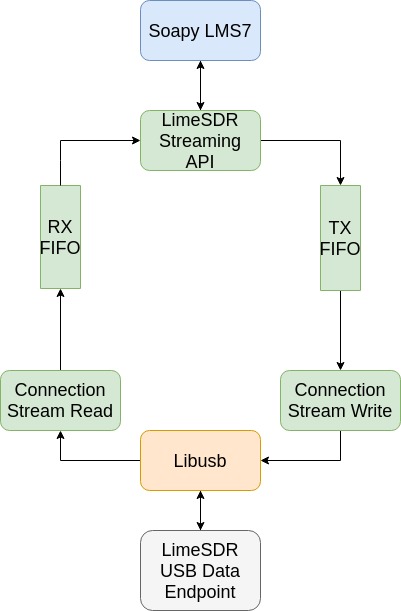 Soapy LMS7
LimeSDR
Streaming
API
RX
FIFO
TX
FIFO
Connection
Stream Read
Connection
Stream Write
Libusb
LimeSDR
USB Data
Endpoint